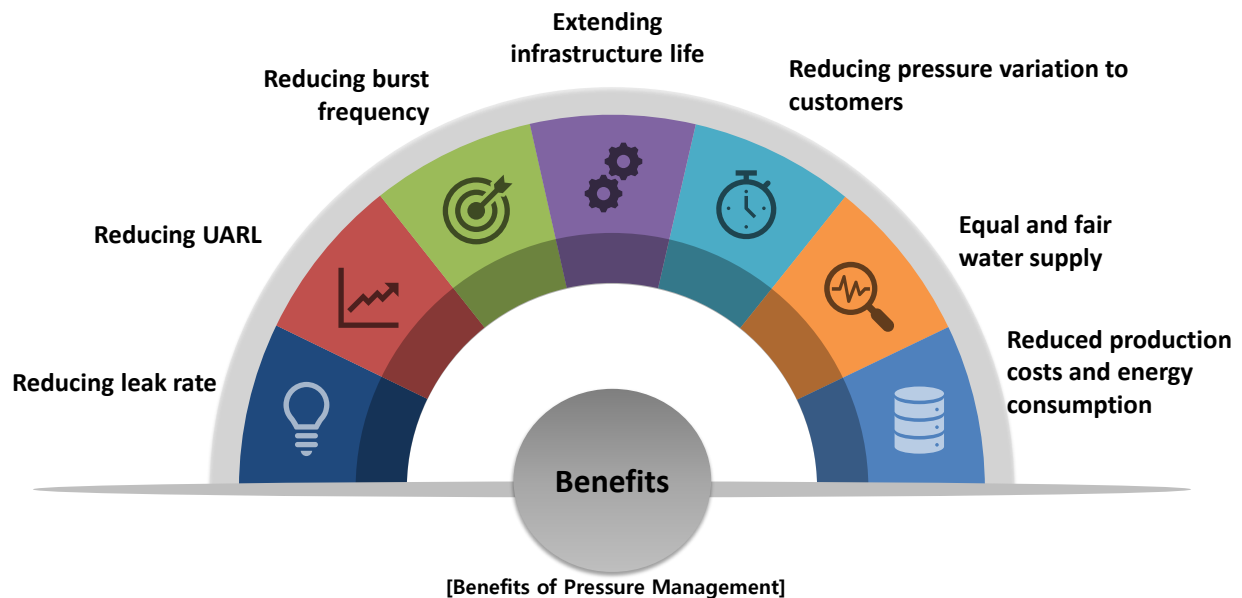 Extending
infrastructure life
Reducing burst
frequency
Reducing pressure variation to
customers
Reducing UARL
Equal and fair
water supply
Reducing leak rate
Reduced production
costs and energy
consumption
Benefits
[Benefits of Pressure Management]